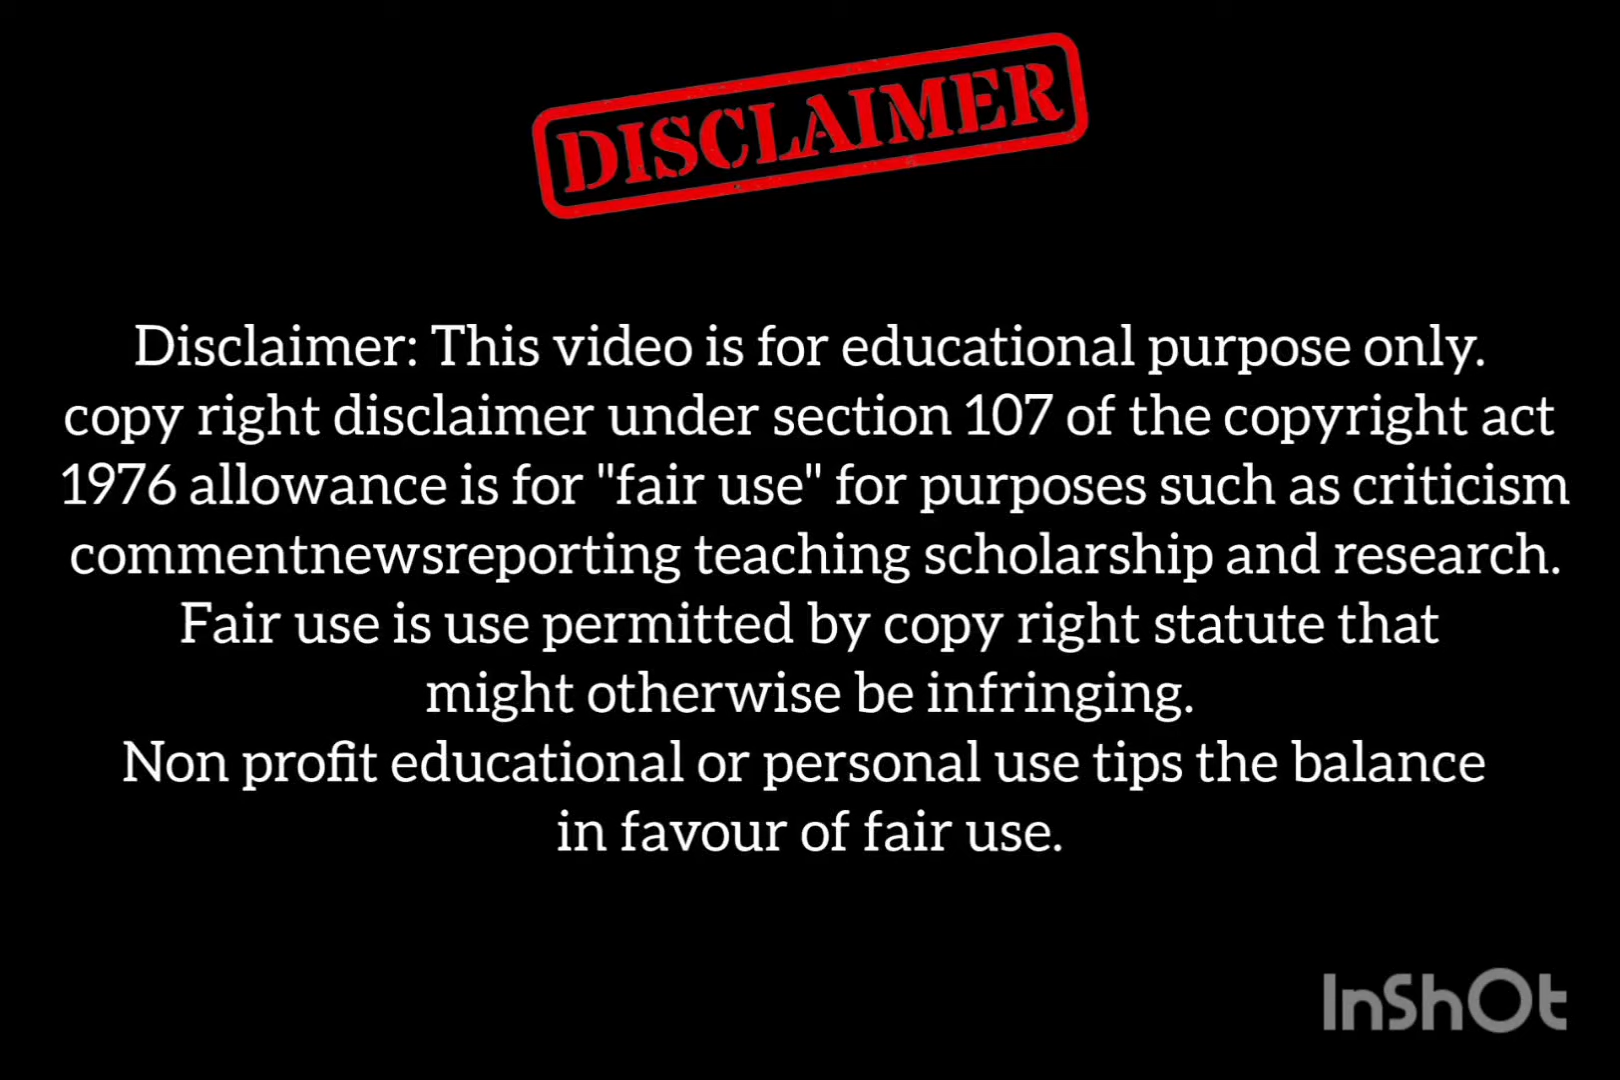 DISCLAIMER
Disclaimer: This video is for educational purpose only.
copy right disclaimer under section 107 of the copyright act
1976 allowance is for "fair use" for purposes such as criticism
commentnewsreporting teaching scholarship and research.
Fair use is use permitted by copy right statute that
might otherwise be infringing.
Non profit educational or personal use tips the balance
in favour of fair use.
InShOt